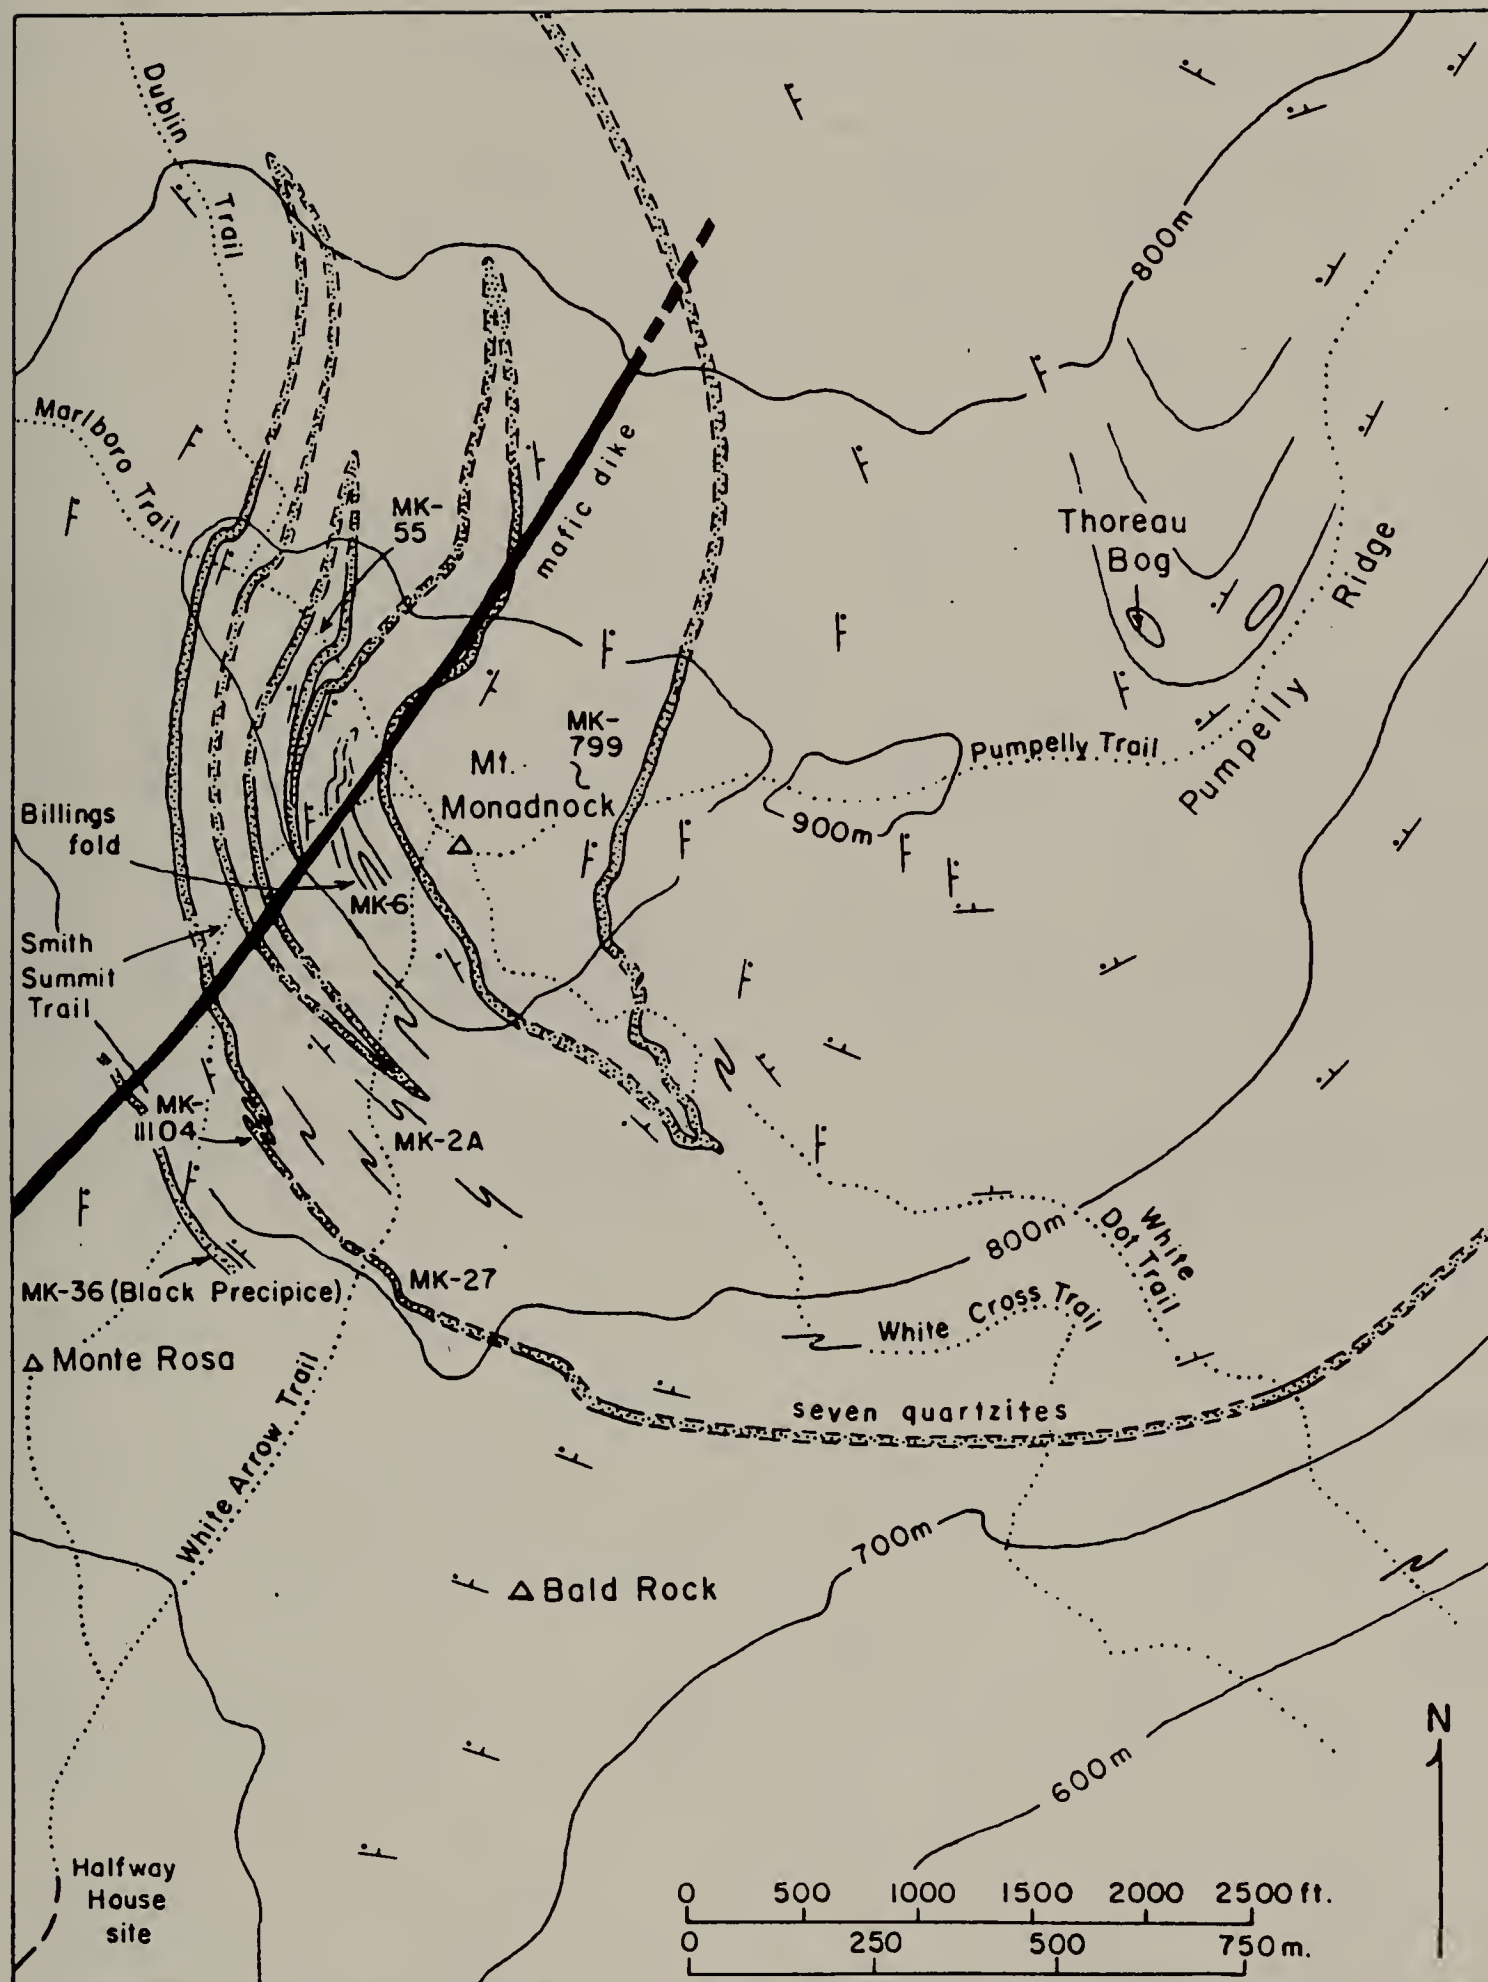 Dublin
Trail
800m
Marlboro Trail
MK-
55
mafic dike
Thoreau
Bog
Ridge
Pumpelly
MK-
799
Mt.
Monadnock
Pumpelly Trail
900m
Billings
fold
MK-6
Smith
Summit
Trail
MK-
11104
MK-2A
White
Dot Trail
800m
MK-27
MK-36 (Black Precipice)
White Cross Trail
Monte Rosa
White Arrow Trail
seven quartzites
700m
Bald Rock
N
600m
Halfway
House
site
0 500 1000 1500 2000 2500 ft.
0 250 500 750 m.